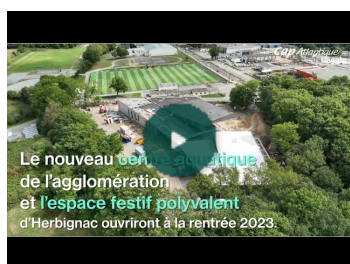 cap Atlantique
Le nouveau centre aquatique
de l'agglomération
et l'espace festif polyvalent
d'Herbignac ouvriront à la rentrée 2023.